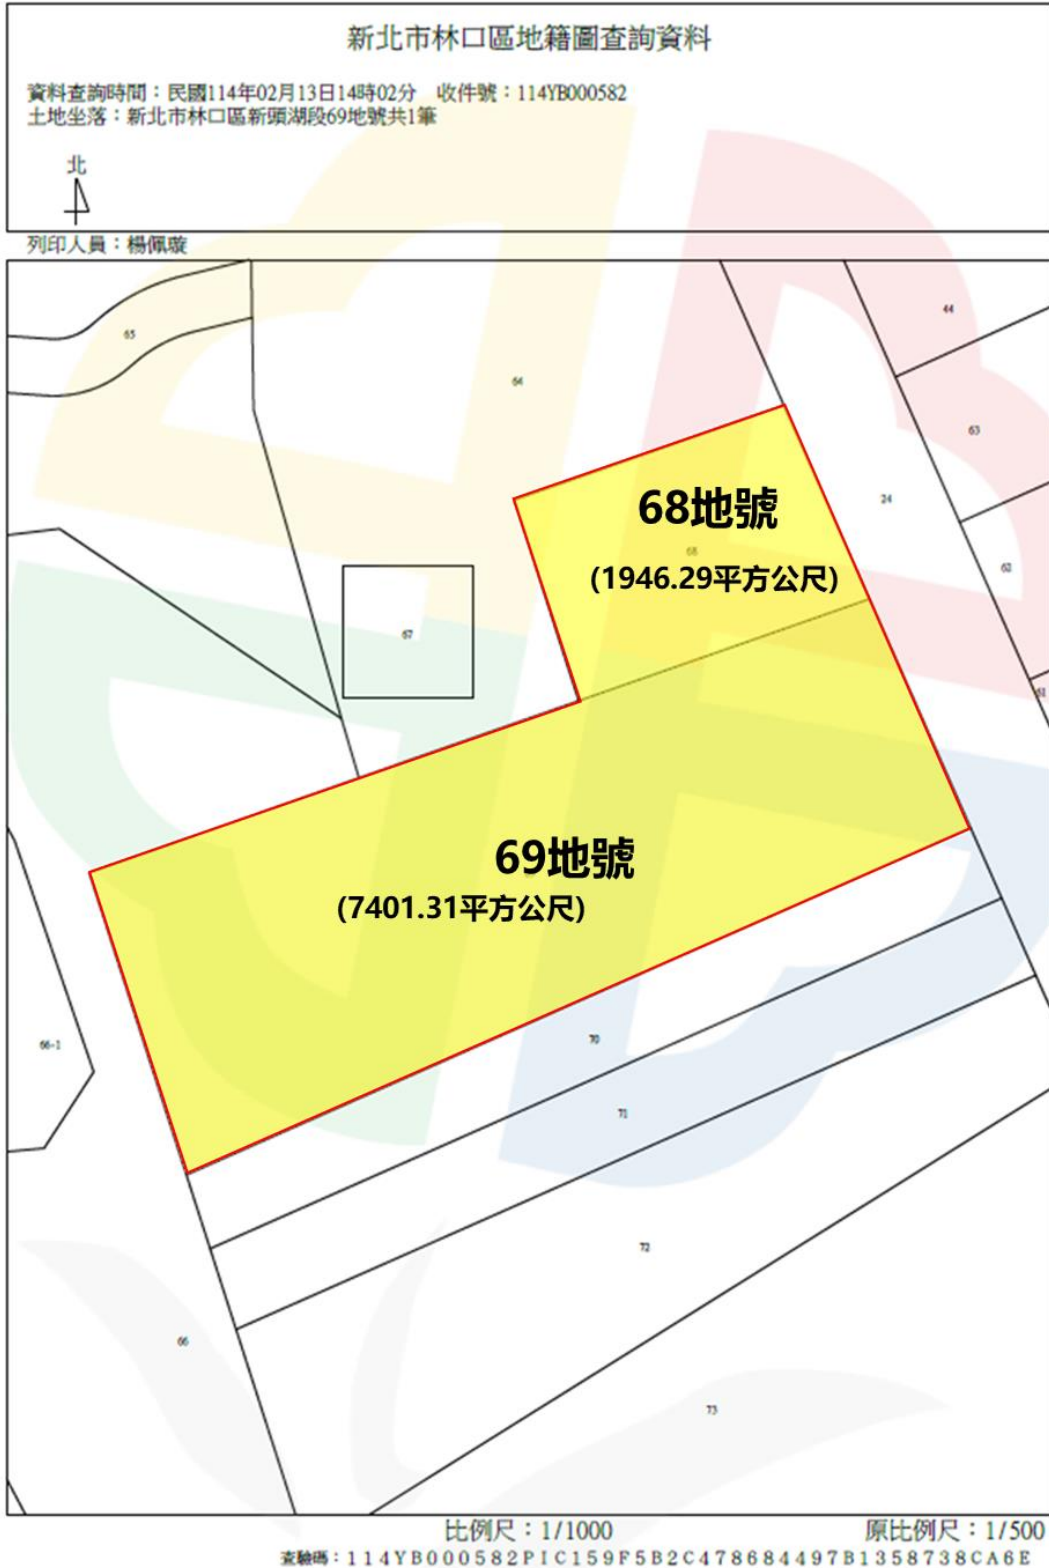 新北市林口區地籍圖查詢資料
資料查詢時間：民國114年02月13日14時02分 收件號：114YB000582
土地坐落：新北市林口區新頭湖段69地號共1筆
北
列印人員：楊佩璇
65
64
44
63
24
68地號
68
(1946.29平方公尺)
62
67
61
69地號
(7401.31平方公尺)
66-1
70
71
72
66
73
比例尺：1/1000
原比例尺：1/500
查驗碼：114YB000582PIC159F5B2C478684497B1358738CA6E